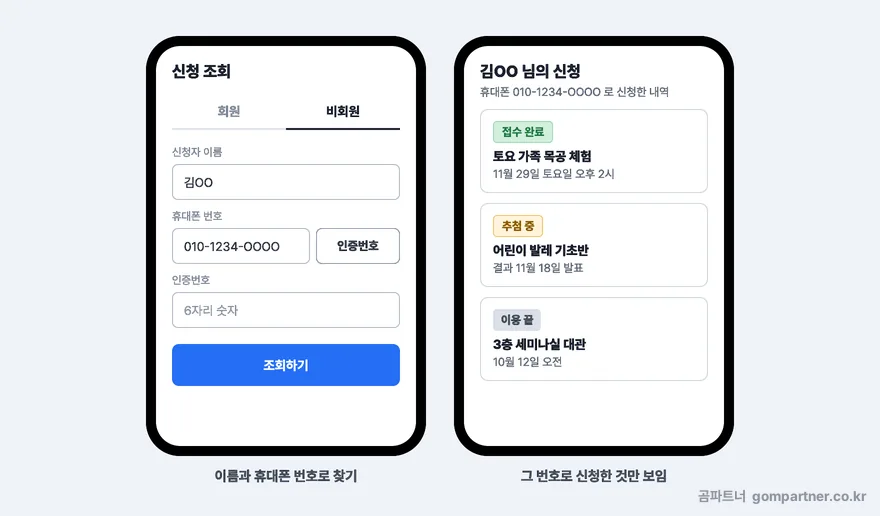 신청 조회
회원
비회원
신청자 이름
김OO
휴대폰 번호
010-1234-OOOO
인증번호
인증번호
6자리 숫자
조회하기
이름과 휴대폰 번호로 찾기
김OO 님의 신청
휴대폰 010-1234-OOOO 로 신청한 내역
접수 완료
토요 가족 목공 체험
11월 29일 토요일 오후 2시
추첨 중
어린이 발레 기초반
결과 11월 18일 발표
이용 끝
3층 세미나실 대관
10월 12일 오전
그 번호로 신청한 것만 보임
곰파트너 gompartner.co.kr